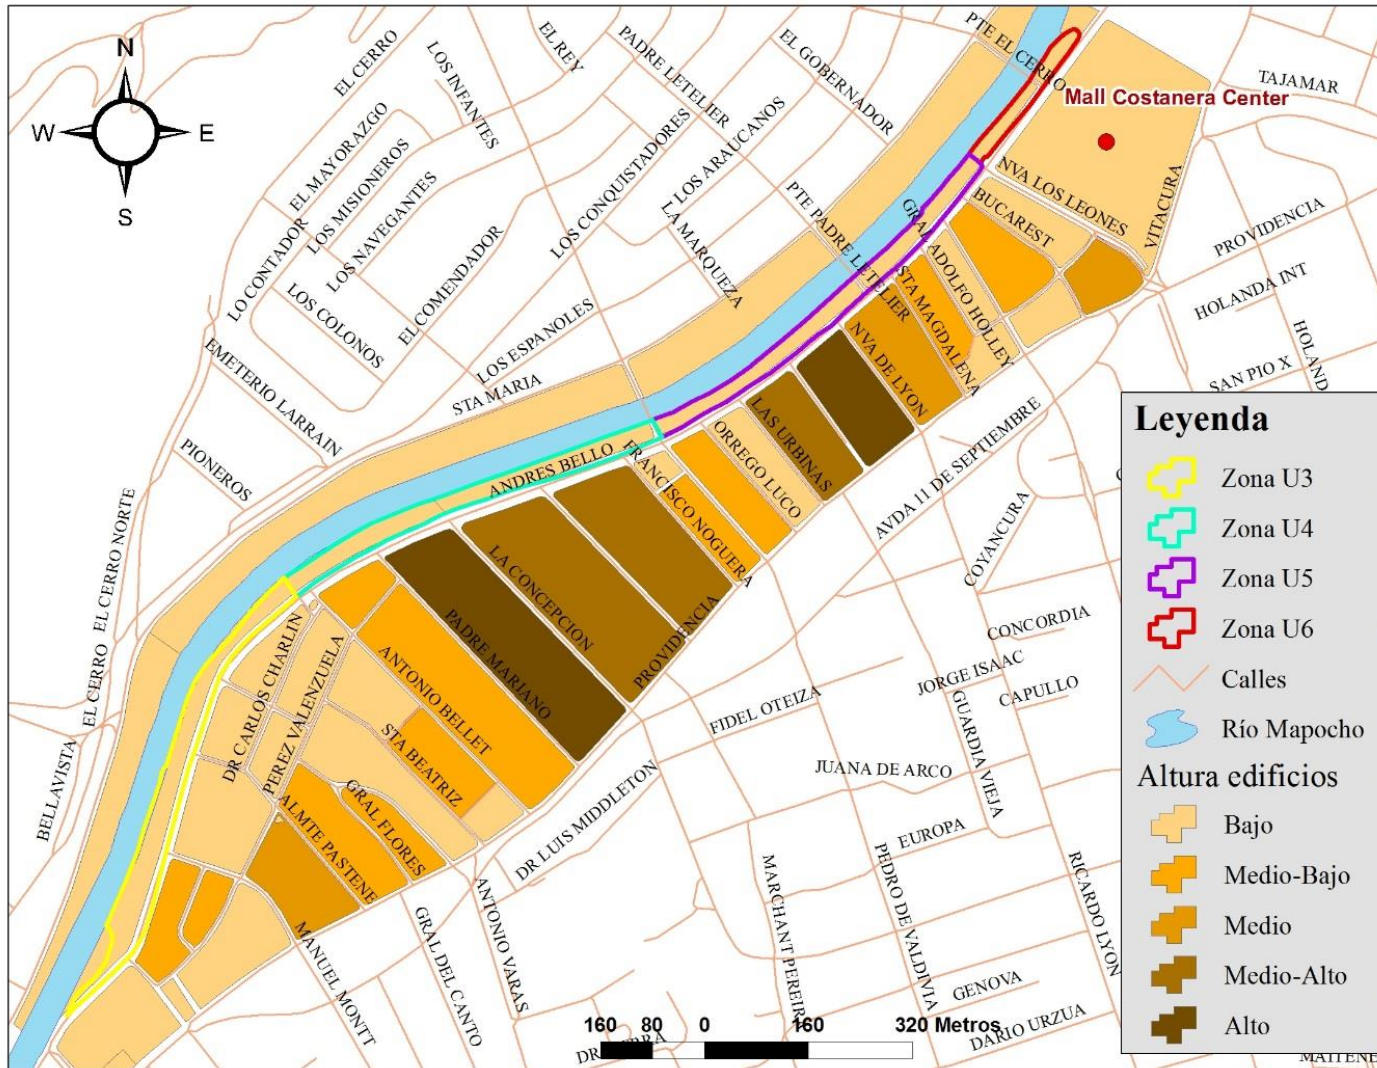 N
W
E
S
EL CERRO
LOS INFANTES
EL REY
PADRE LETELIER
EL GOBERNADOR
PTE EL CERRO
TAJAMAR
Mall Costanera Center
EL MAYORAZGO
LOS MISIONEROS
LOS NAVEGANTES
LOS CONQUISTADORES
LOS ARAUCANOS
LA MARQUEZA
PTE PADRE LETELIER
GRAL ADOLFO HOLLEY
BUCAREST
NVA LOS LEONES
VITACURA
PROVIDENCIA
HOLANDA INT
HOLAND
SAN PIO X
LO CONTADOR
LOS COLONOS
EL COMENDADOR
LOS ESPANOLES
EMETERIO LARRAIN
STA MARIA
PIONEROS
STA MAGDALENA
NVA DE LYON
LAS URBINAS
ORREGO LUCO
FRANCISCO NOGUERA
ANDRES BELLO
AVDA 11 DE SEPTIEMBRE
COYANCURA
CONCORDIA
JORGE ISAAC
CAPULLO
GUARDIA VIEJA
FIDEL OTEIZA
JUANA DE ARCO
EUROPA
EL CERRO NORTE
EL CERRO
BELLAVISTA
DR CARLOS CHARLIN
PEREZ VALENZUELA
LA CONCEPCION
PADRE MARIANO
PROVIDENCIA
ANTONIO BELLET
STA BEATRIZ
GRAL FLORES
ALMTE PASTENE
DR LUIS MIDDLETON
MANUEL MONTT
GRAL DEL CANTO
ANTONIO VARAS
MARCHANT PEREIR
PEDRO DE VALDIVIA
RICARDO LYON
GENOVA
DARIO URZUA
160 80 0 160 320 Metros
Leyenda
Zona U3
Zona U4
Zona U5
Zona U6
Calles
Río Mapocho
Altura edificios
Bajo
Medio-Bajo
Medio
Medio-Alto
Alto